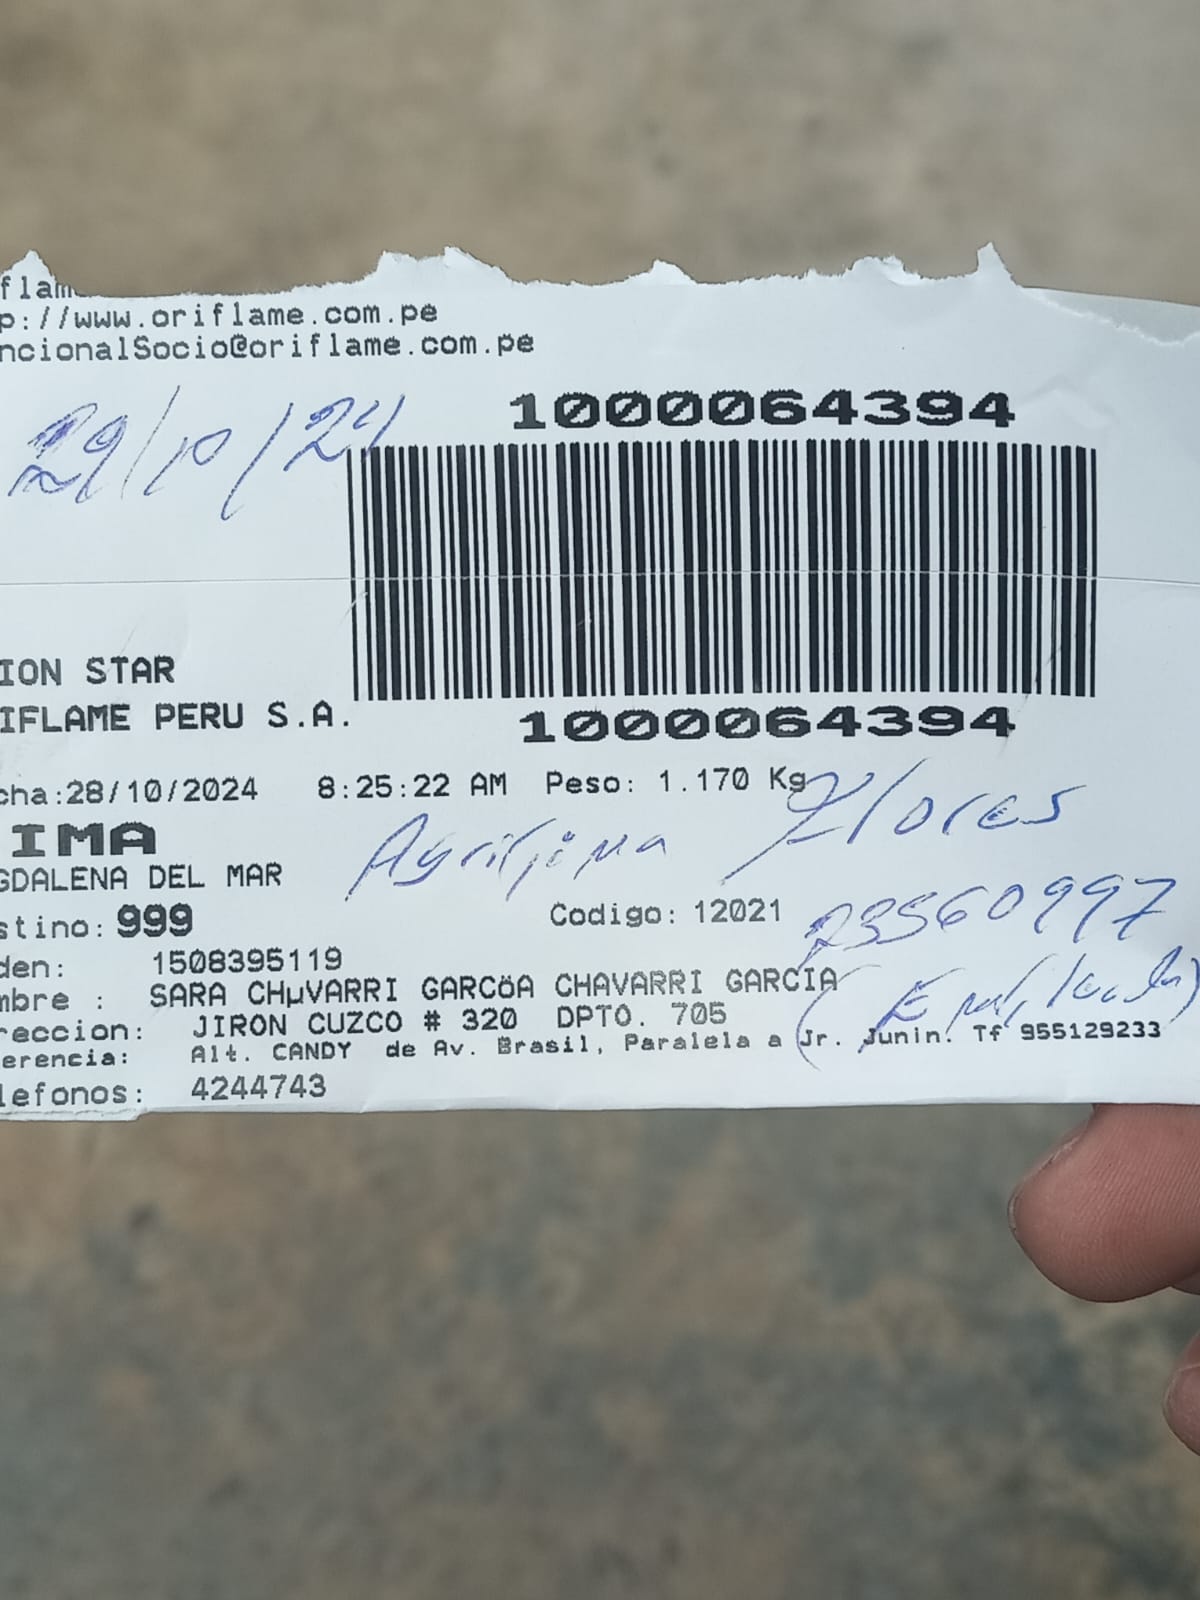 flam
p://www.oriflame.com.pe
ncionalSocio@oriflame.com.pe
29/10/24
1000064394
ION STAR
IFLAME PERU S.A.
1000064394
cha:28/10/2024 8:25:22 AM Peso: 1.170 Kg
IMA
Flores
GDALENA DEL MAR
stino: 999
Codigo: 12021
23560997
den: 1508395119
mbre : SARA CHµVARRI GARCöA CHAVARRI GARCIA
reccion: JIRON CUZCO # 320 DPTO. 705
erencia: Alt. CANDY de Av. Brasil, Paralela a Jr. Junin. Tf 955129233
lefonos: 4244743